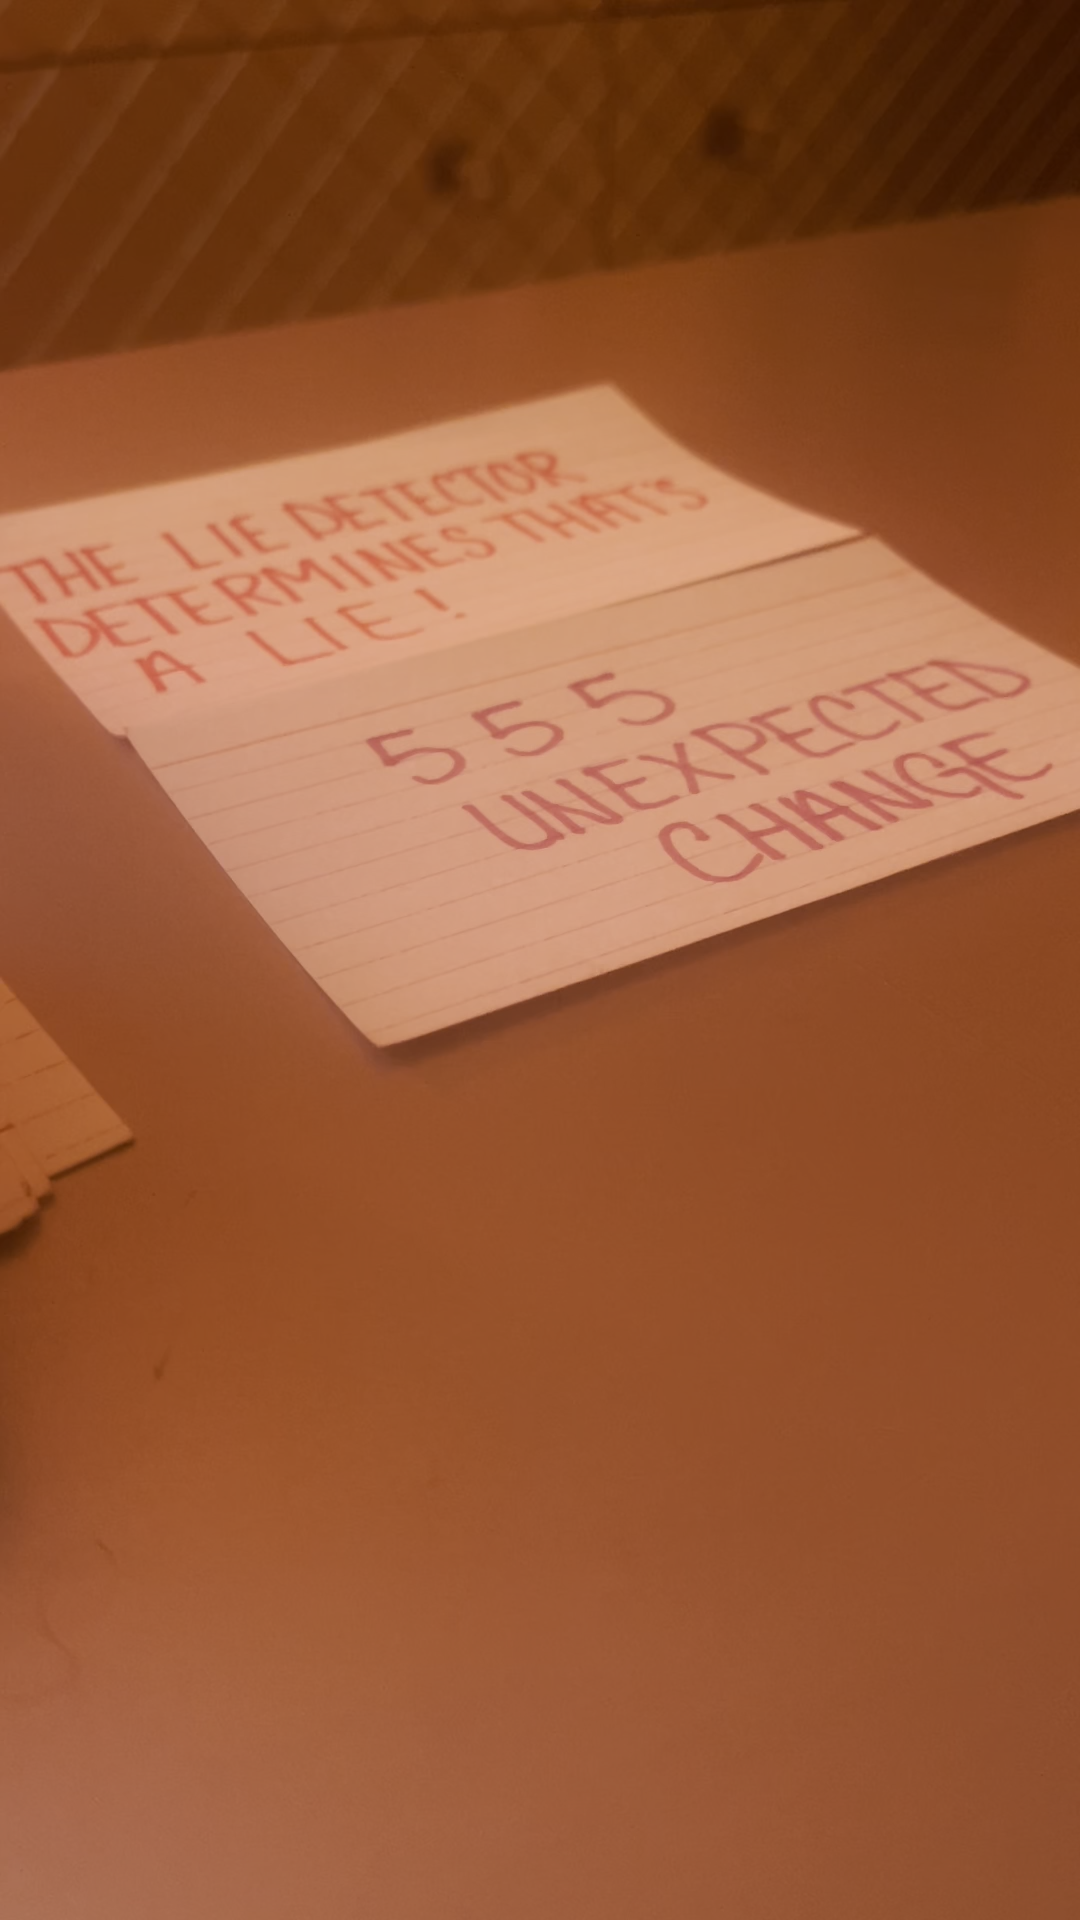 THE LIE DETECTOR
DETERMINES THAT'S
A LIE!
555
UNEXPECTED
CHANGE